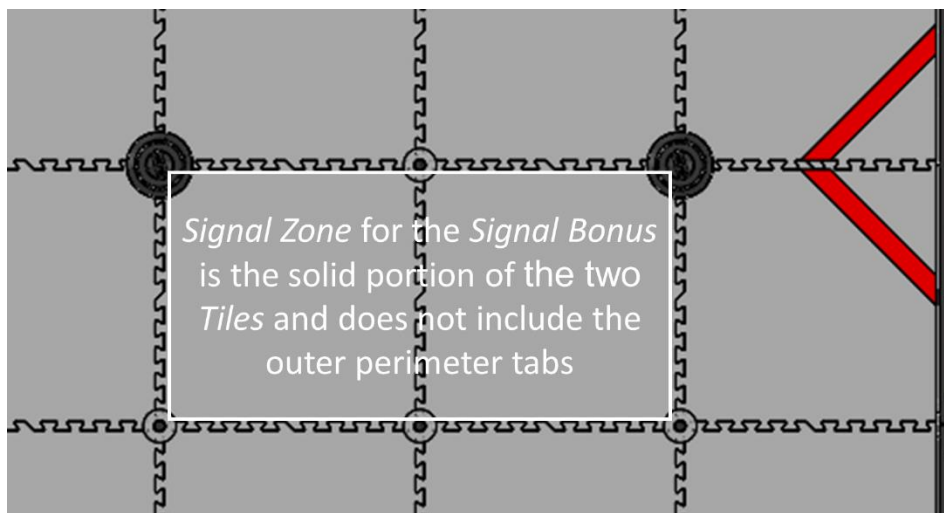 Signal Zone for the Signal Bonus
is the solid portion of the two
Tiles and does not include the
outer perimeter tabs